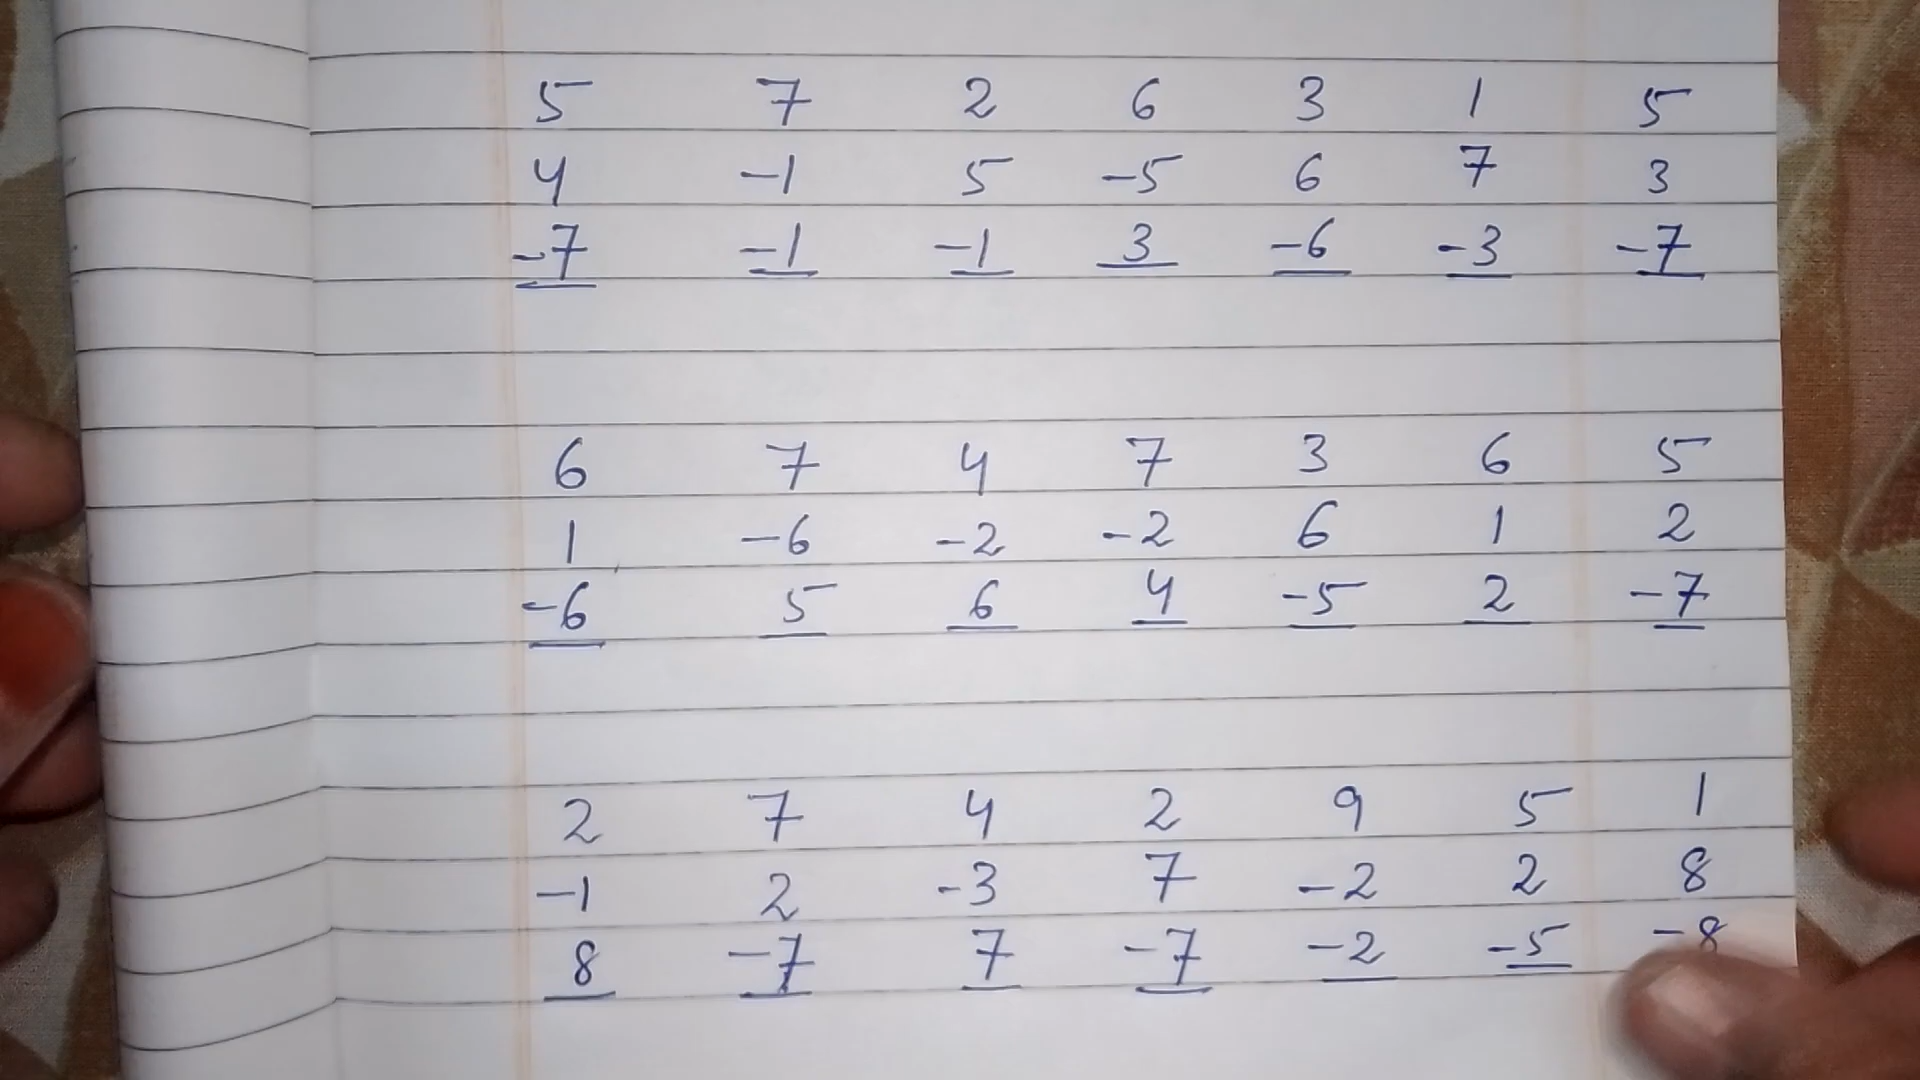 5 7 2 6 3 1 5
4 -1 5 -5 6 7 3
-7 -1 -1 3 -6 -3 -7
6 7 4 7 3 6 5
1 -6 -2 -2 6 1 2
-6 5 6 4 -5 2 -7
2 7 4 2 9 5 1
-1 2 -3 7 -2 2 8
8 -7 7 -7 -2 -5 -8